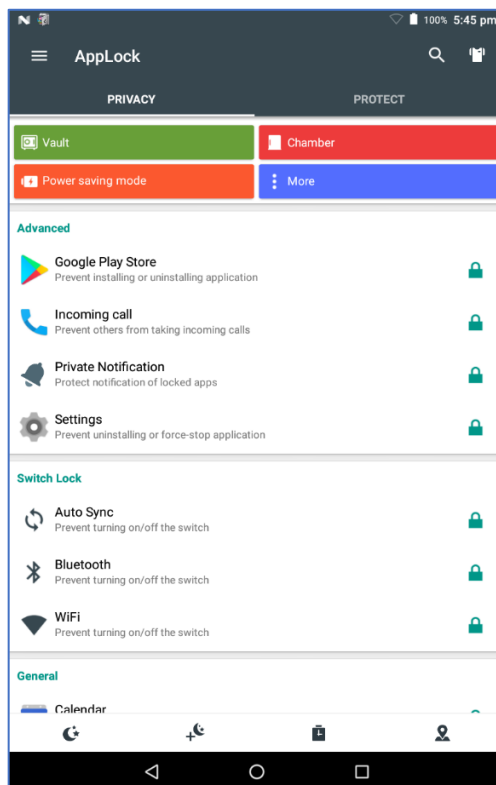 100% 5:45 pm
AppLock
PRIVACY PROTECT
Vault Chamber
Power saving mode More
Advanced
Google Play Store
Prevent installing or uninstalling application
Incoming call
Prevent others from taking incoming calls
Private Notification
Protect notification of locked apps
Settings
Prevent uninstalling or force-stop application
Switch Lock
Auto Sync
Prevent turning on/off the switch
Bluetooth
Prevent turning on/off the switch
WiFi
Prevent turning on/off the switch
General
Calendar